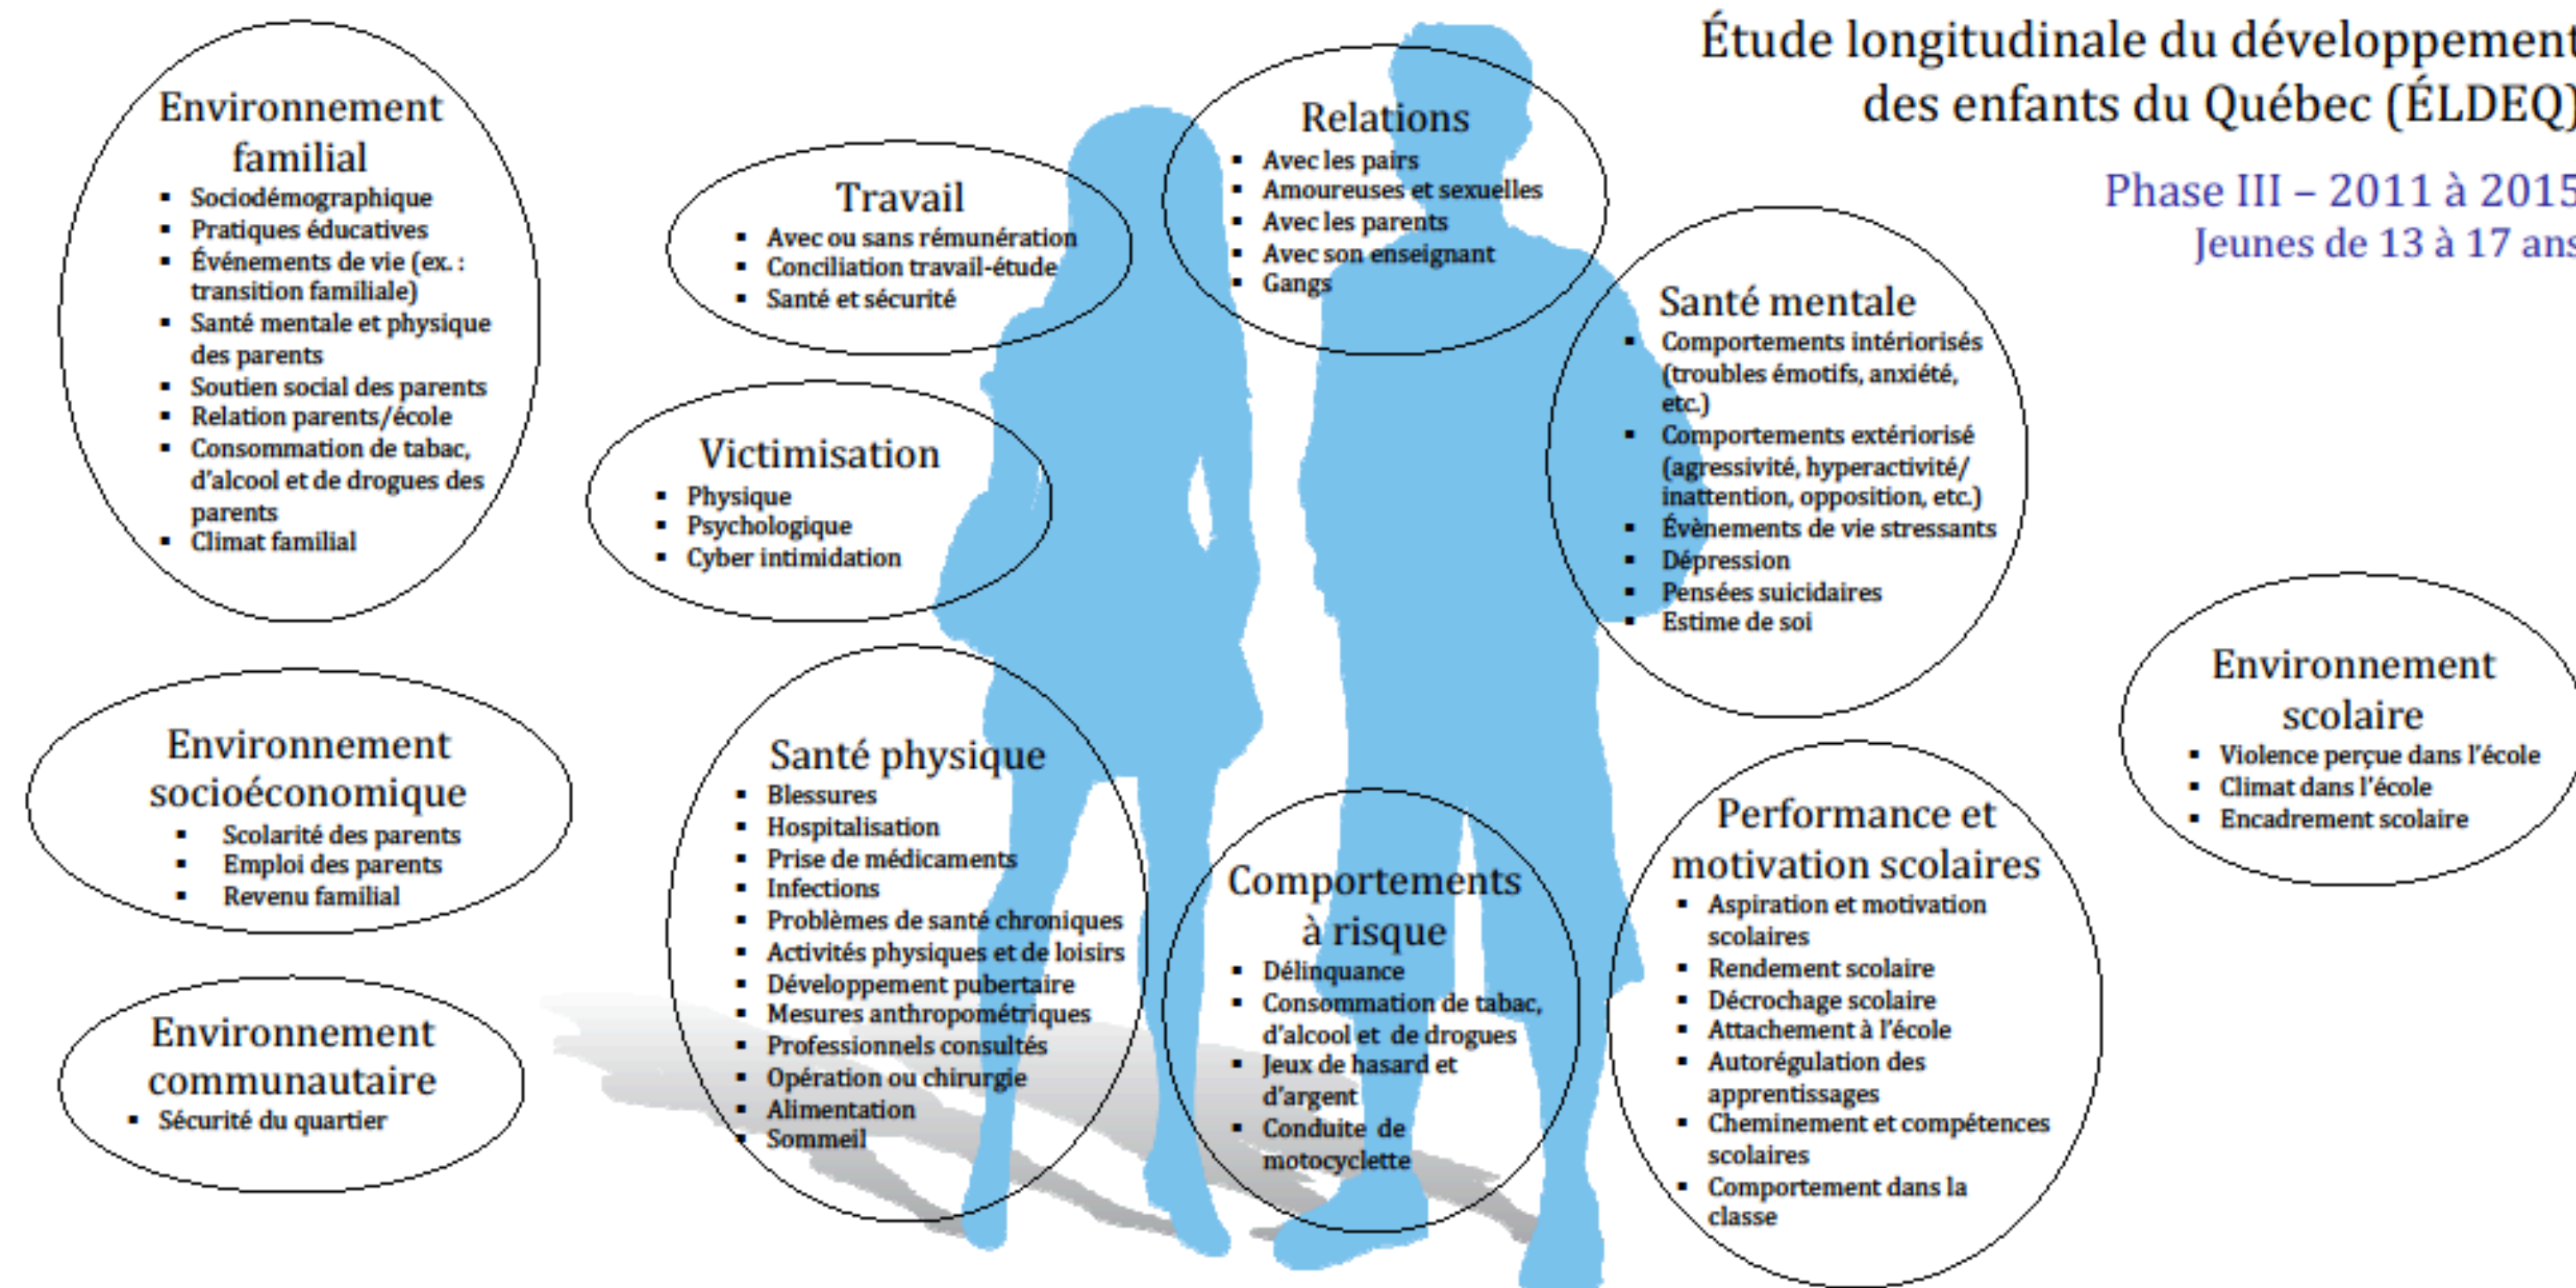 Étude longitudinale du développement
des enfants du Québec (ÉLDEQ)
Phase III – 2011 à 2015
Jeunes de 13 à 17 ans
Environnement
familial
▪ Sociodémographique
▪ Pratiques éducatives
▪ Événements de vie (ex. :
transition familiale)
▪ Santé mentale et physique
des parents
▪ Soutien social des parents
▪ Relation parents/école
▪ Consommation de tabac,
d'alcool et de drogues des
parents
▪ Climat familial
Travail
▪ Avec ou sans rémunération
▪ Conciliation travail-étude
▪ Santé et sécurité
Relations
▪ Avec les pairs
▪ Amoureuses et sexuelles
▪ Avec les parents
▪ Avec son enseignant
▪ Gangs
Santé mentale
▪ Comportements intériorisés
(troubles émotifs, anxiété,
etc.)
▪ Comportements extériorisé
(agressivité, hyperactivité/
inattention, opposition, etc.)
▪ Évènements de vie stressants
▪ Dépression
▪ Pensées suicidaires
▪ Estime de soi
Victimisation
▪ Physique
▪ Psychologique
▪ Cyber intimidation
Environnement
scolaire
▪ Violence perçue dans l'école
▪ Climat dans l'école
▪ Encadrement scolaire
Environnement
socioéconomique
▪ Scolarité des parents
▪ Emploi des parents
▪ Revenu familial
Santé physique
▪ Blessures
▪ Hospitalisation
▪ Prise de médicaments
▪ Infections
▪ Problèmes de santé chroniques
▪ Activités physiques et de loisirs
▪ Développement pubertaire
▪ Mesures anthropométriques
▪ Professionnels consultés
▪ Opération ou chirurgie
▪ Alimentation
▪ Sommeil
Comportements
à risque
▪ Délinquance
▪ Consommation de tabac,
d'alcool et de drogues
▪ Jeux de hasard et
d'argent
▪ Conduite de
motocyclette
Performance et
motivation scolaires
▪ Aspiration et motivation
scolaires
▪ Rendement scolaire
▪ Décrochage scolaire
▪ Attachement à l'école
▪ Autorégulation des
apprentissages
▪ Cheminement et compétences
scolaires
▪ Comportement dans la
classe
Environnement
communautaire
▪ Sécurité du quartier